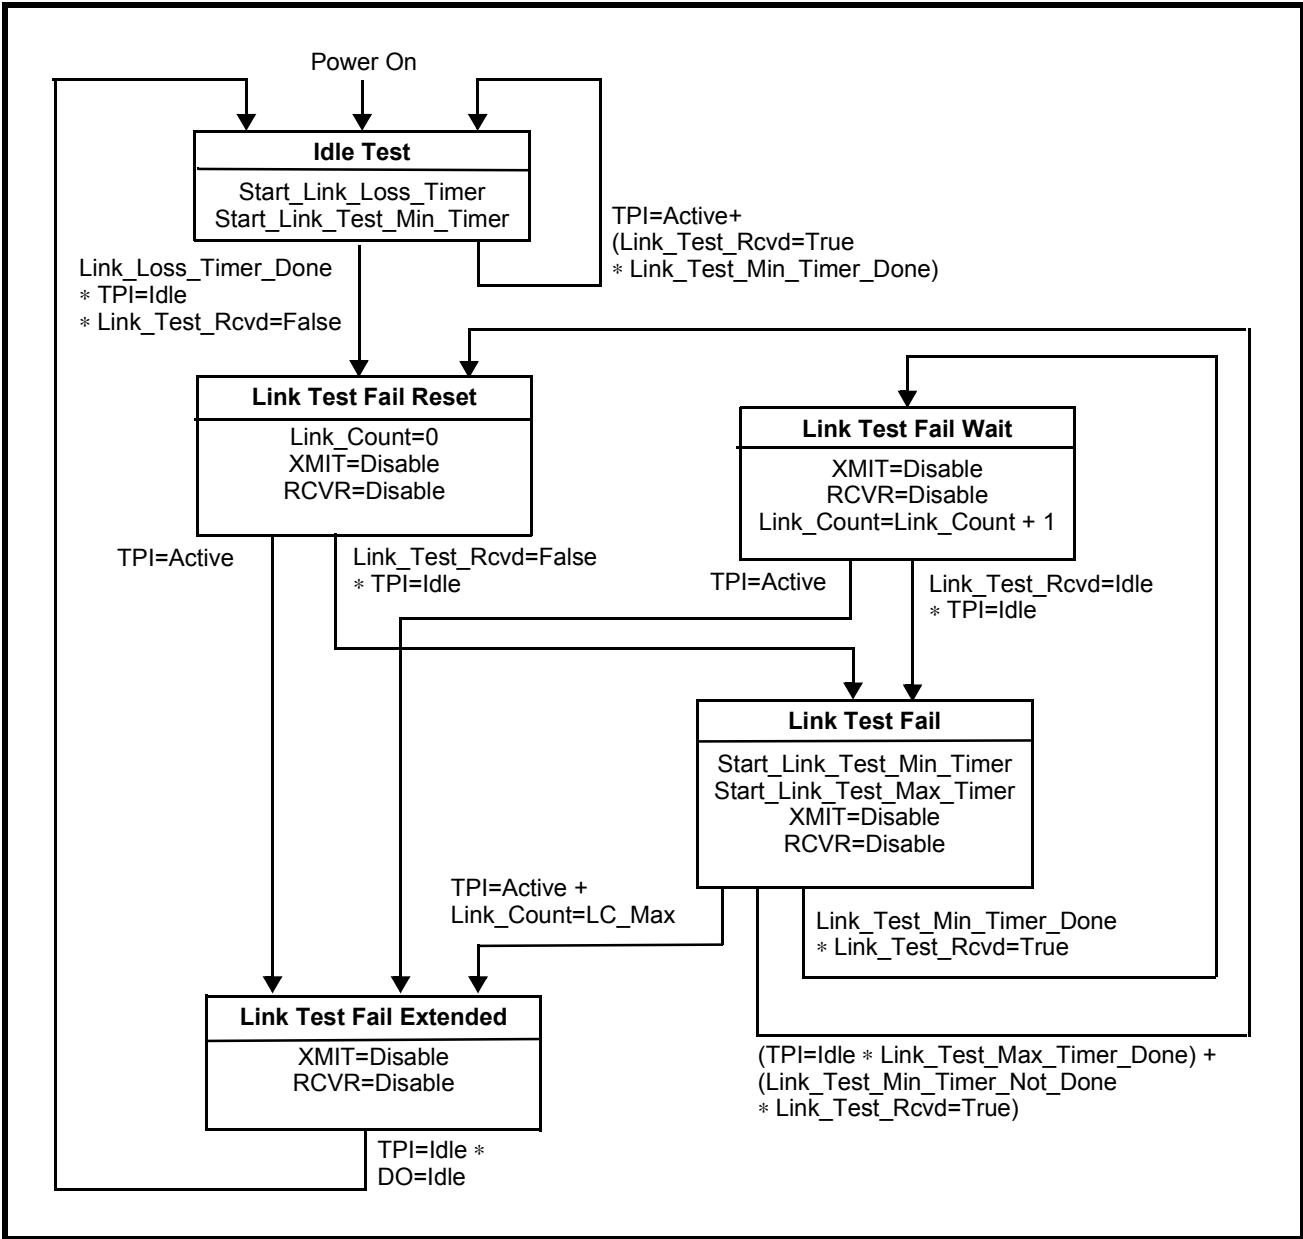 Power On
Idle Test
Start_Link_Loss_Timer
Start_Link_Test_Min_Timer
TPI=Active+
(Link_Test_Rcvd=True
* Link_Test_Min_Timer_Done)
Link_Loss_Timer_Done
* TPI=Idle
* Link_Test_Rcvd=False
Link Test Fail Reset
Link_Count=0
XMIT=Disable
RCVR=Disable
Link Test Fail Wait
XMIT=Disable
RCVR=Disable
Link_Count=Link_Count + 1
TPI=Active
Link_Test_Rcvd=False
* TPI=Idle
TPI=Active
Link_Test_Rcvd=Idle
* TPI=Idle
Link Test Fail
Start_Link_Test_Min_Timer
Start_Link_Test_Max_Timer
XMIT=Disable
RCVR=Disable
TPI=Active +
Link_Count=LC_Max
Link_Test_Min_Timer_Done
* Link_Test_Rcvd=True
Link Test Fail Extended
XMIT=Disable
RCVR=Disable
(TPI=Idle * Link_Test_Max_Timer_Done) +
(Link_Test_Min_Timer_Not_Done
* Link_Test_Rcvd=True)
TPI=Idle *
DO=Idle